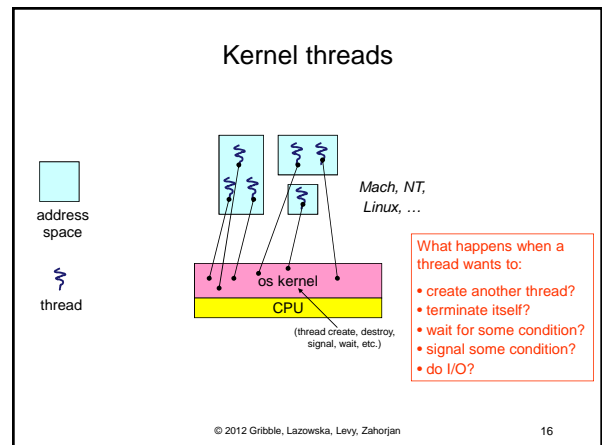 Kernel threads
address
space
thread
Mach, NT,
Linux, …
os kernel
CPU
(thread create, destroy,
signal, wait, etc.)
What happens when a
thread wants to:
• create another thread?
• terminate itself?
• wait for some condition?
• signal some condition?
• do I/O?
© 2012 Gribble, Lazowska, Levy, Zahorjan
16